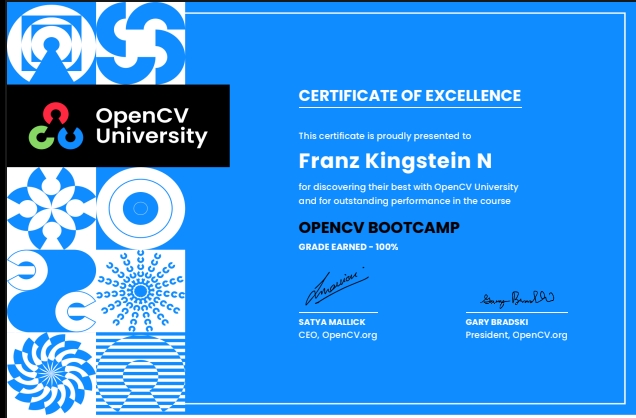 OpenCV
University
CERTIFICATE OF EXCELLENCE
This certificate is proudly presented to
Franz Kingstein N
for discovering their best with OpenCV University
and for outstanding performance in the course
OPENCV BOOTCAMP
GRADE EARNED - 100%
Gary Bradski
SATYA MALLICK
CEO, OpenCV.org
GARY BRADSKI
President, OpenCV.org